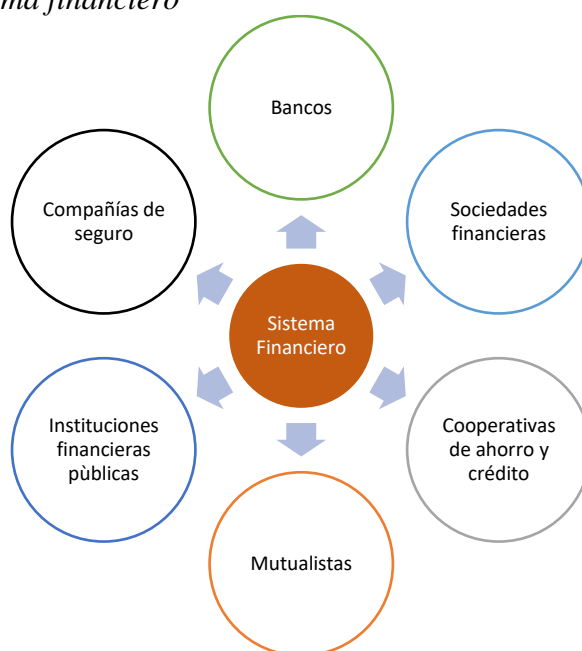 ma financiero
Bancos
Compañías de
seguro
Sociedades
financieras
Sistema
Financiero
Instituciones
financieras
pùblicas
Cooperativas
de ahorro y
crédito
Mutualistas